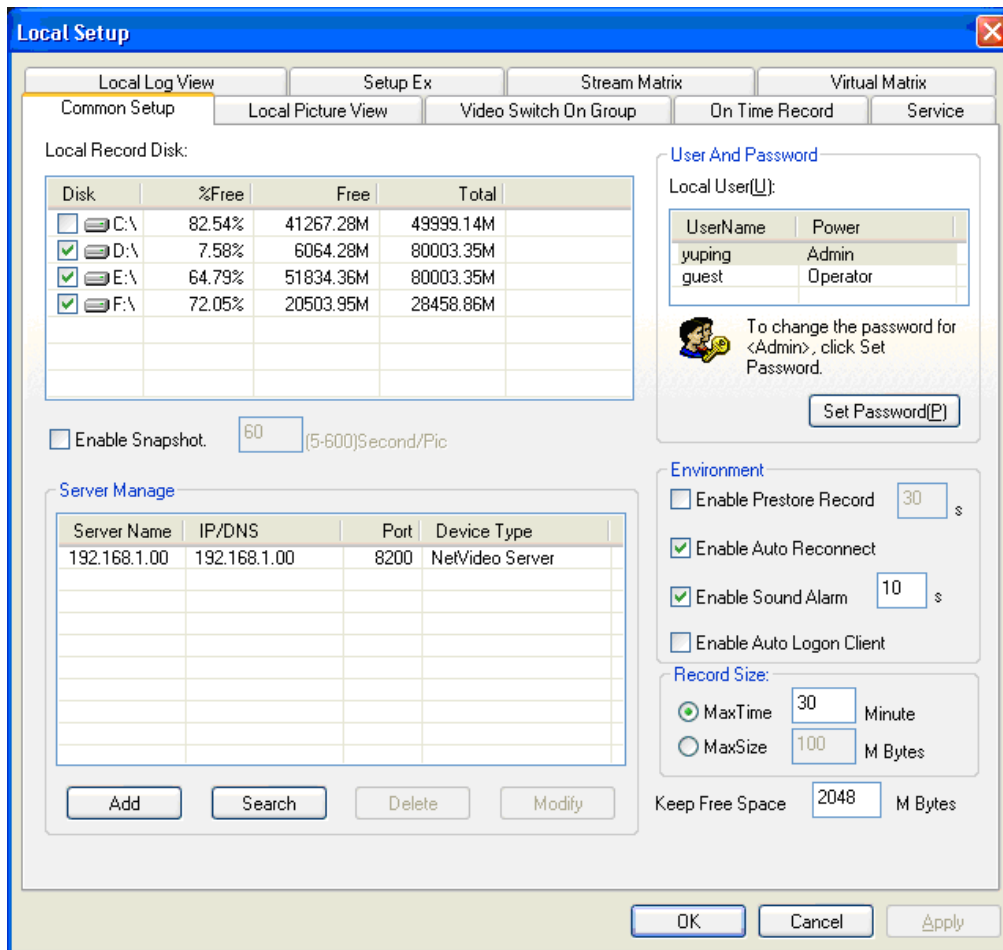 Local Setup
Local Log View Setup Ex Stream Matrix Virtual Matrix
Common Setup Local Picture View Video Switch On Group On Time Record Service
Local Record Disk:
Disk %Free Free Total
C:\ 82.54% 41267.28M 49999.14M
D:\ 7.58% 6064.28M 80003.35M
E:\ 64.79% 51834.36M 80003.35M
F:\ 72.05% 20503.95M 28458.86M
Enable Snapshot. 60 (5-600)Second/Pic
Server Manage
Server Name IP/DNS Port Device Type
192.168.1.00 192.168.1.00 8200 NetVideo Server
Add Search Delete Modify
User And Password
Local User(U):
UserName Power
yuping Admin
guest Operator
To change the password for
<Admin>, click Set
Password.
Set Password(P)
Environment
Enable Prestore Record 30 s
Enable Auto Reconnect
Enable Sound Alarm 10 s
Enable Auto Logon Client
Record Size:
MaxTime 30 Minute
MaxSize 100 M Bytes
Keep Free Space 2048 M Bytes
OK Cancel Apply